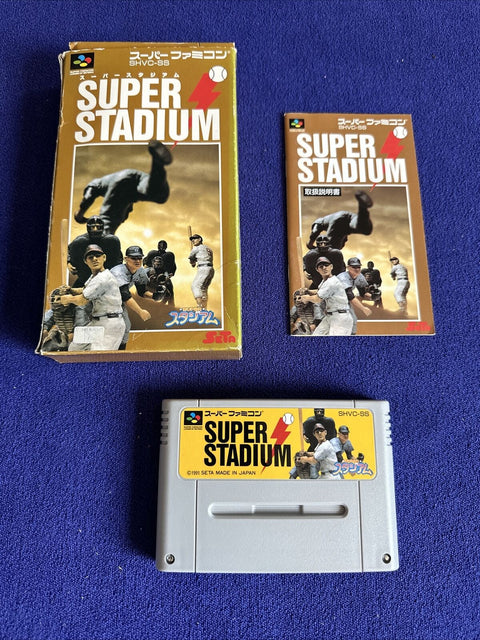 スーパーファミコン
SHVC-SS
スーパースタジアム
SUPER
STADIUM
スタジアム
SETA
スーパーファミコン
SHVC-SS
SUPER
STADIUM
取扱説明書
SETA
スーパーファミコン
SHVC-SS
SUPER
STADIUM
スタジアム
©1991 SETA MADE IN JAPAN